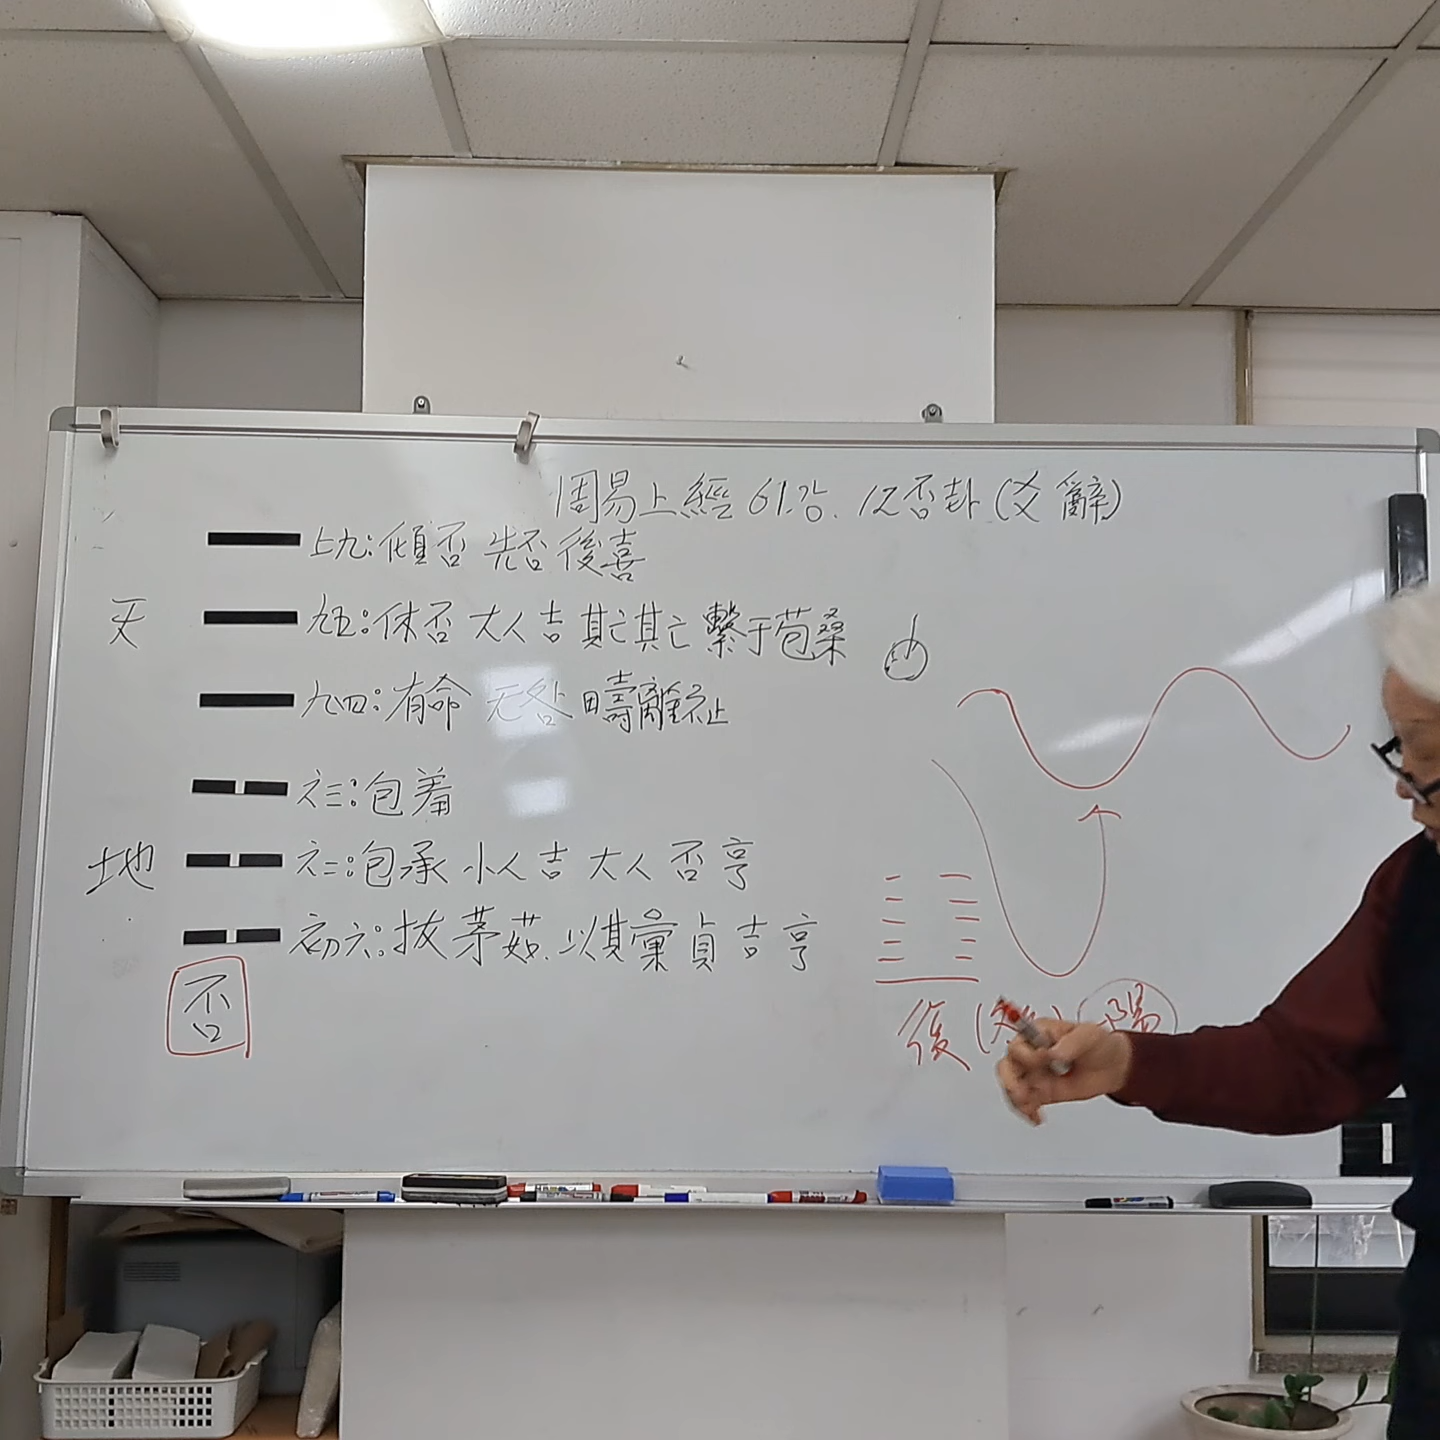 周易上經 61강. 12否卦 (爻辭)
上九: 傾否 先否 後喜
天
九五: 休否 大人 吉 其亡其亡 繫于苞桑
九四: 有命 无咎 疇離祉
六三: 包羞
地
六二: 包承 小人 吉 大人 否 亨
初六: 拔 茅 茹. 以其彙 貞 吉 亨
否
復 ( ) 陽